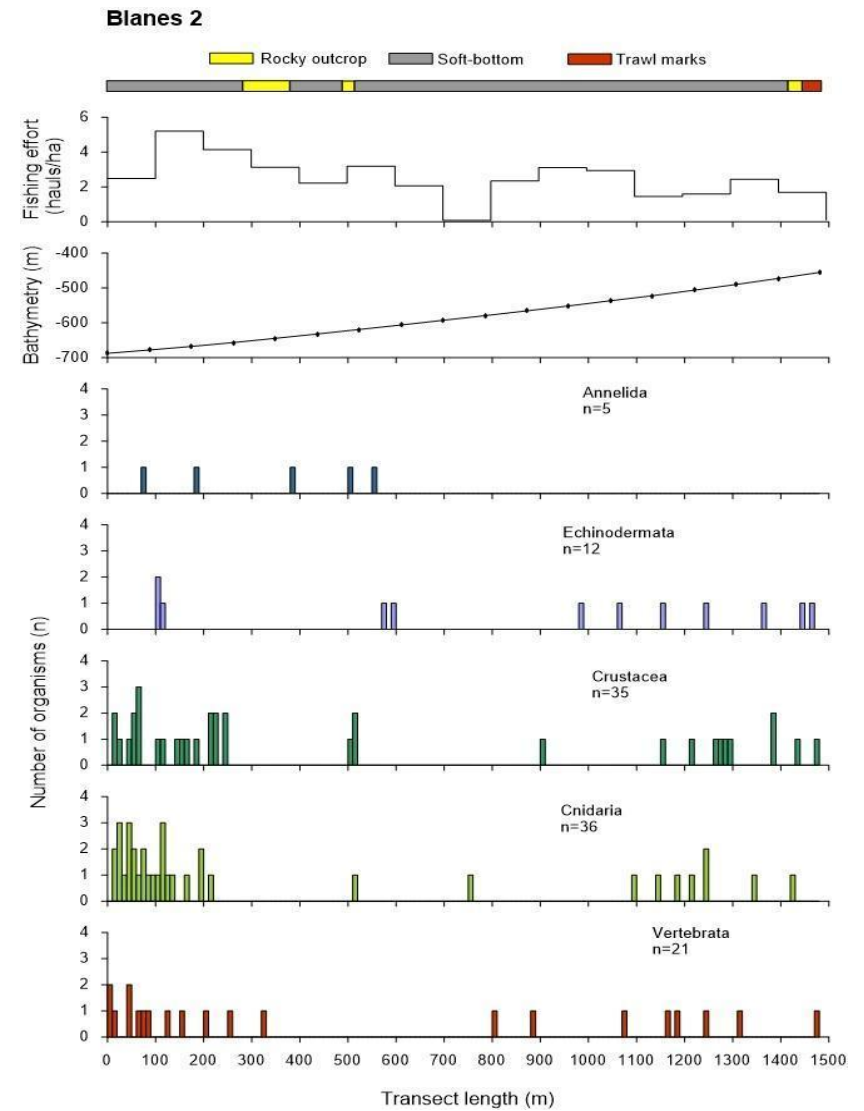 Blanes 2
Rocky outcrop Soft-bottom Trawl marks
Fishing effort
(hauls/ha)
6
4
2
0
Bathymetry (m)
-400
-500
-600
-700
Number of organisms (n)
4
3
2
1
0
Annelida
n=5
4
3
2
1
0
Echinodermata
n=12
4
3
2
1
0
Crustacea
n=35
4
3
2
1
0
Cnidaria
n=36
4
3
2
1
0
Vertebrata
n=21
0 100 200 300 400 500 600 700 800 900 1000 1100 1200 1300 1400 1500
Transect length (m)